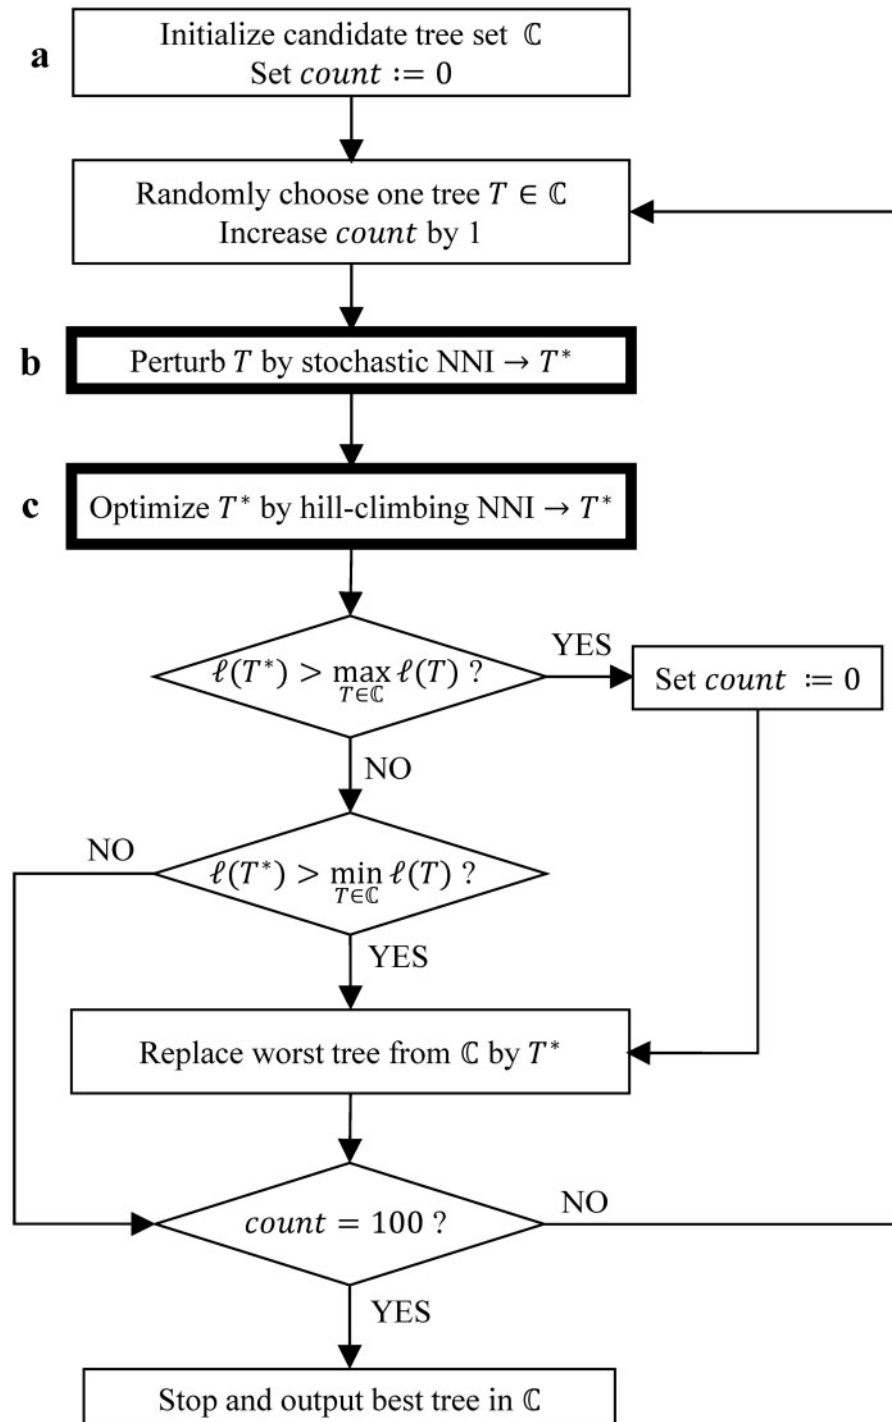 a
Initialize candidate tree set ℂ
Set count := 0
Randomly choose one tree T ∈ ℂ
Increase count by 1
b
Perturb T by stochastic NNI → T*
c
Optimize T* by hill-climbing NNI → T*
ℓ(T*) > max ℓ(T) ?
T∈ℂ
YES
Set count := 0
NO
NO
ℓ(T*) > min ℓ(T) ?
T∈ℂ
YES
Replace worst tree from ℂ by T*
count = 100 ?
NO
YES
Stop and output best tree in ℂ